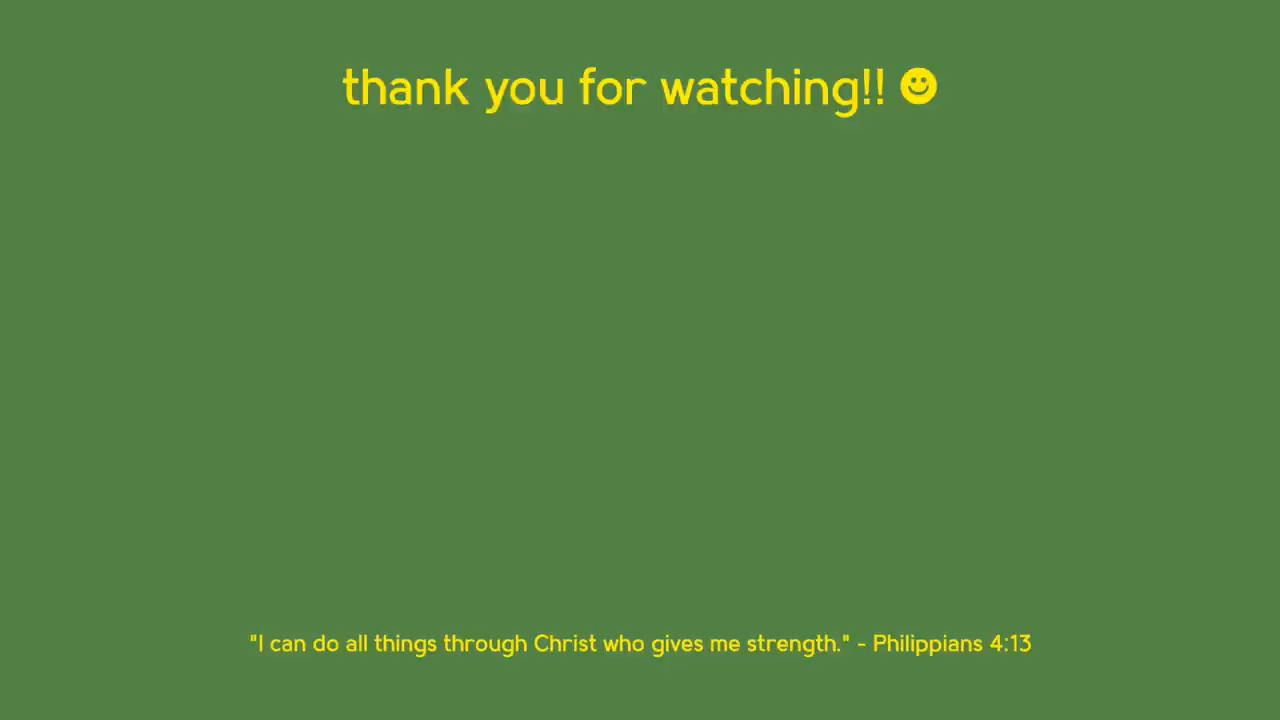 thank you for watching!! ☻
"I can do all things through Christ who gives me strength." - Philippians 4:13